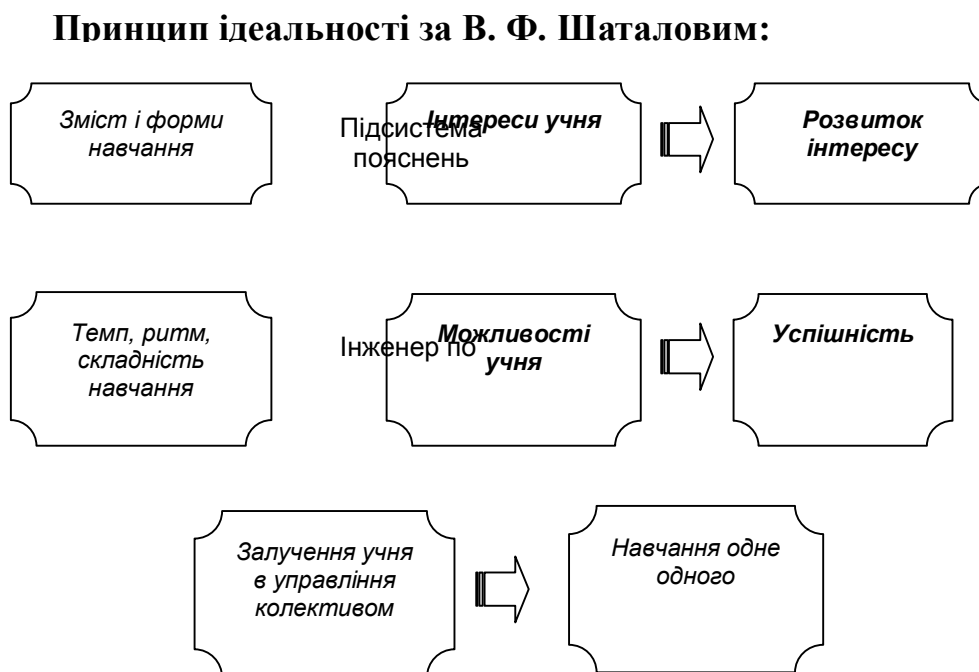 Принцип ідеальності за В. Ф. Шаталовим:
Зміст і форми
навчання
Підсистема
пояснень
Інтереси учня
Розвиток
інтересу
Темп, ритм,
складність
навчання
Інженер по
Можливості
учня
Успішність
Залучення учня
в управління
колективом
Навчання одне
одного